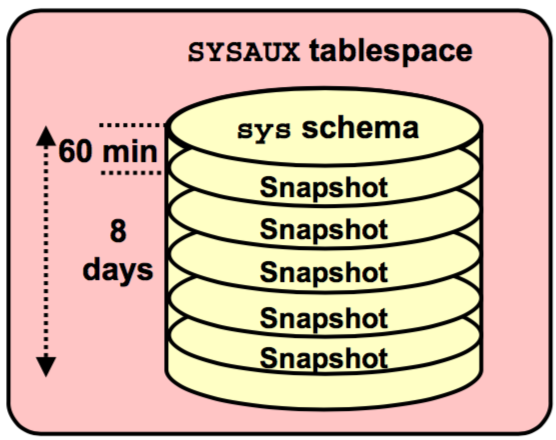 SYSAUX tablespace
sys schema
60 min
Snapshot
Snapshot
8
days
Snapshot
Snapshot
Snapshot